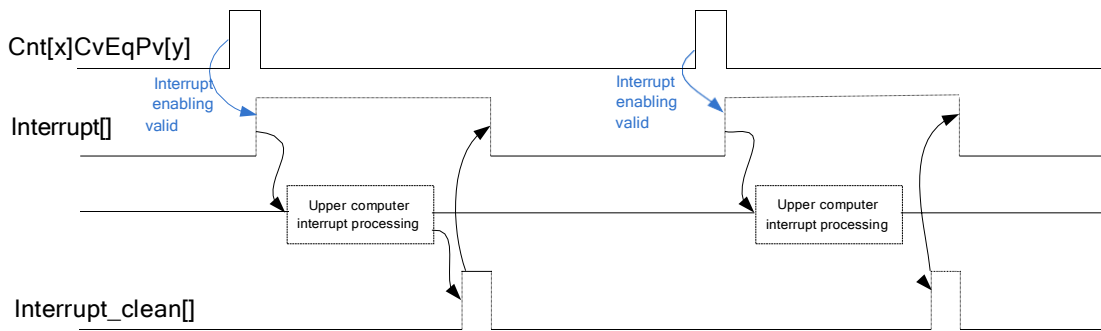 Cnt[x]CvEqPv[y]
Interrupt
enabling
valid
Interrupt
enabling
valid
Interrupt[]
Upper computer
interrupt processing
Upper computer
interrupt processing
Interrupt_clean[]